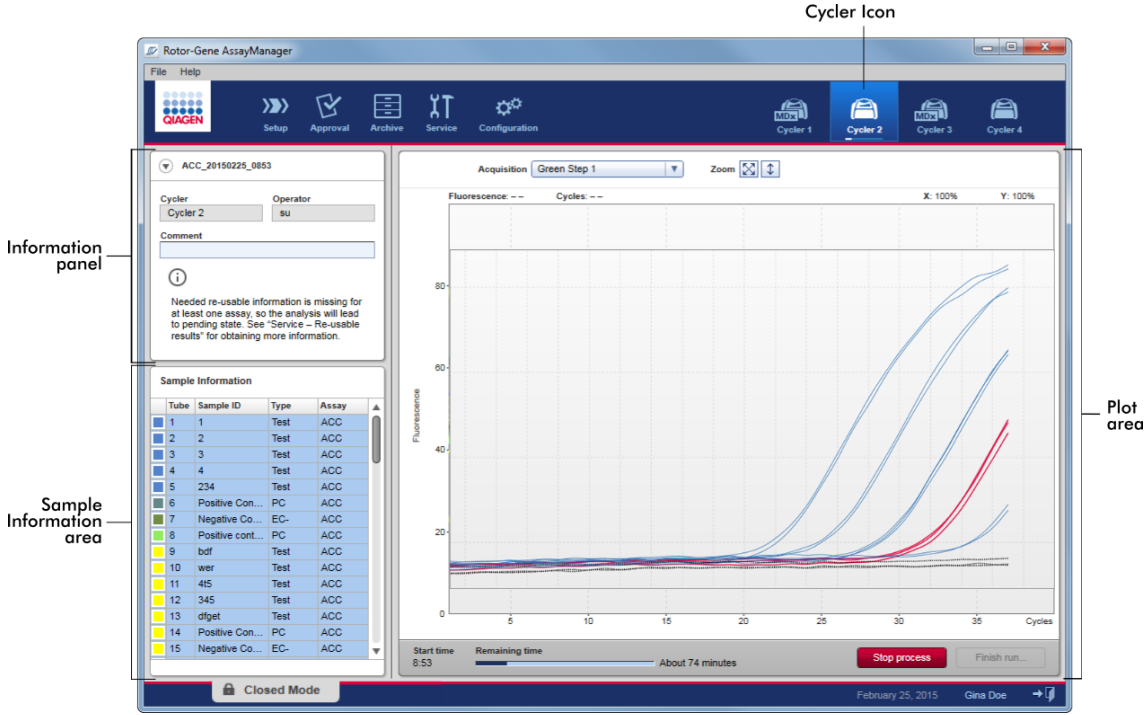 Cycler Icon
Rotor-Gene AssayManager
File Help
QIAGEN
Setup Approval Archive Service Configuration
MDx Cycler 1 Cycler 2 MDx Cycler 3 Cycler 4
Information panel
ACC_20150225_0853
Cycler Operator
Cycler 2 su
Comment
Needed re-usable information is missing for
at least one assay, so the analysis will lead
to pending state. See “Service – Re-usable
results” for obtaining more information.
Sample Information area
Sample Information
Tube Sample ID Type Assay
1 1 Test ACC
2 2 Test ACC
3 3 Test ACC
4 4 Test ACC
5 234 Test ACC
6 Positive Con... PC ACC
7 Negative Co... EC- ACC
8 Positive cont... PC ACC
9 bdf Test ACC
10 wer Test ACC
11 4t5 Test ACC
12 345 Test ACC
13 dfget Test ACC
14 Positive Con... PC ACC
15 Negative Co... EC- ACC
Acquisition Green Step 1 Zoom
Fluorescence: – – Cycles: – – X: 100% Y: 100%
Fluorescence
80
60
40
20
0
5 10 15 20 25 30 35 Cycles
Plot area
Start time Remaining time
8:53 About 74 minutes
Stop process Finish run...
Closed Mode
February 25, 2015 Gina Doe